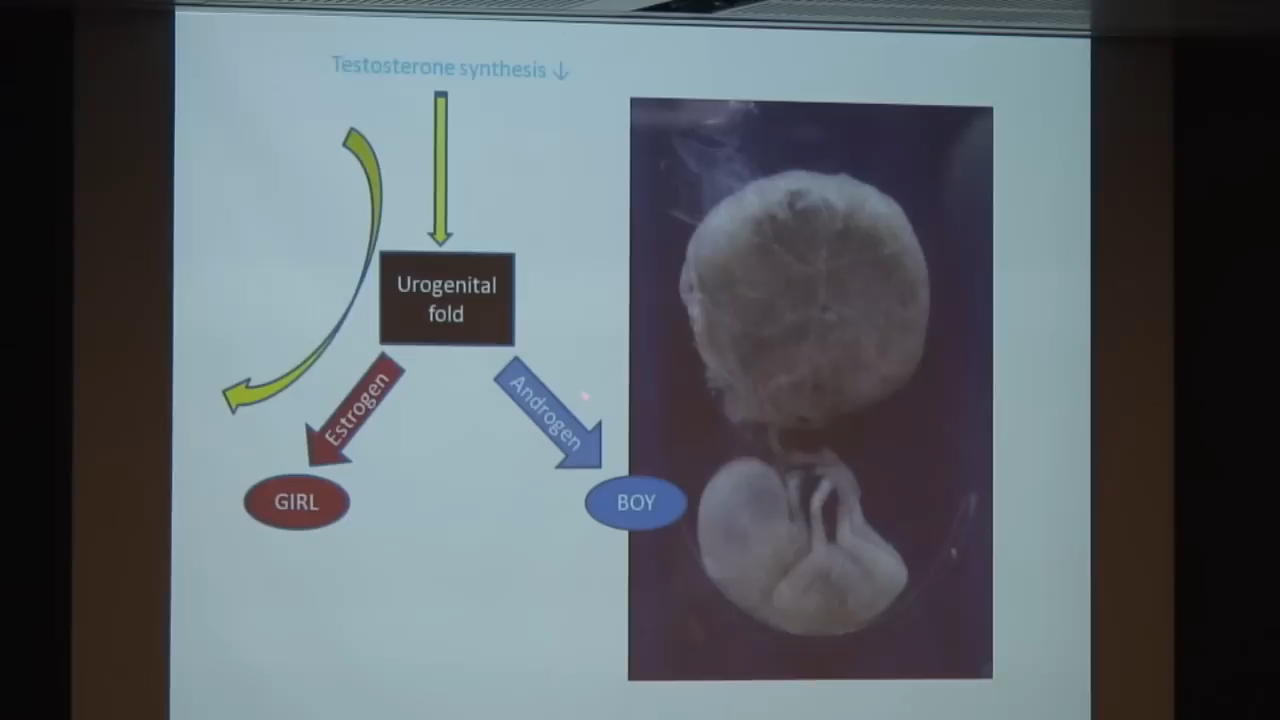 Testosterone synthesis ↓
Urogenital
fold
Estrogen
Androgen
GIRL
BOY